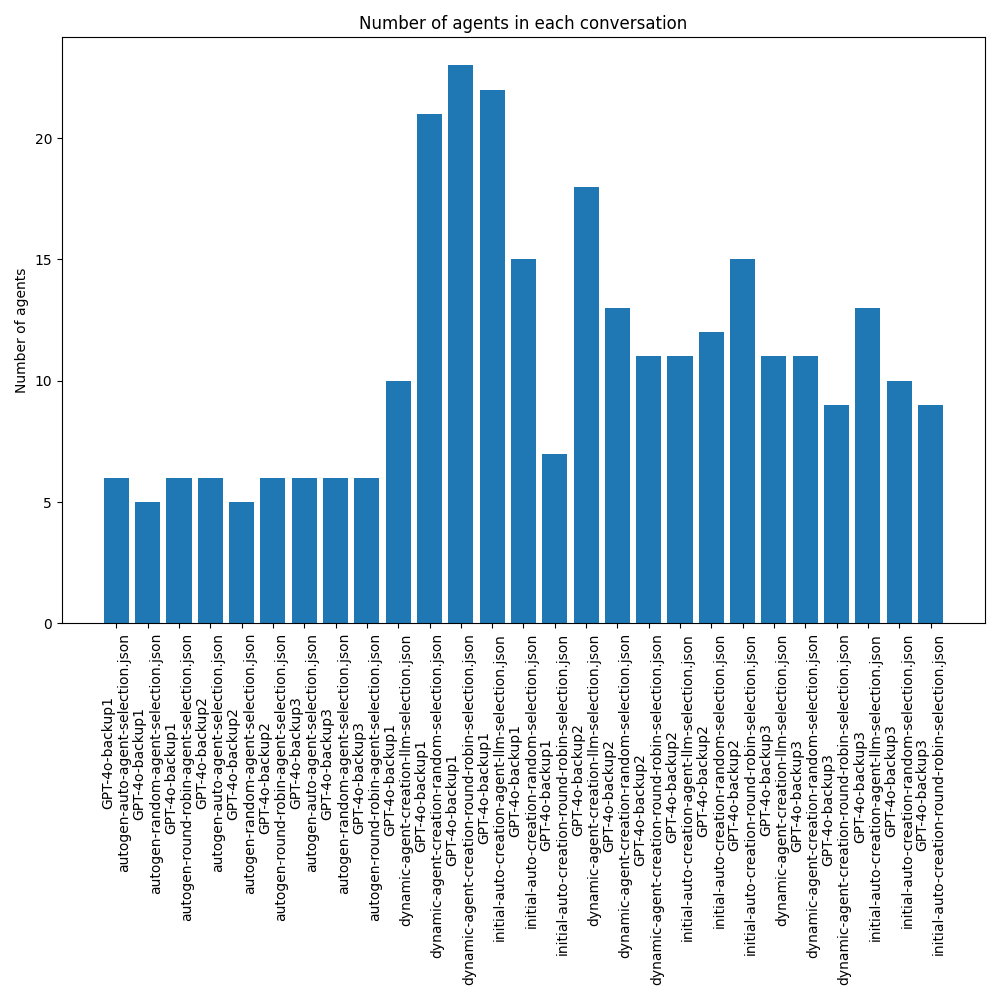 Number of agents in each conversation
Number of agents
20
15
10
5
0
GPT-4o-backup1
autogen-auto-agent-selection.json
GPT-4o-backup1
autogen-random-agent-selection.json
GPT-4o-backup1
autogen-round-robin-agent-selection.json
GPT-4o-backup2
autogen-auto-agent-selection.json
GPT-4o-backup2
autogen-random-agent-selection.json
GPT-4o-backup2
autogen-round-robin-agent-selection.json
GPT-4o-backup3
autogen-auto-agent-selection.json
GPT-4o-backup3
autogen-random-agent-selection.json
GPT-4o-backup3
autogen-round-robin-agent-selection.json
GPT-4o-backup1
dynamic-agent-creation-llm-selection.json
GPT-4o-backup1
dynamic-agent-creation-random-selection.json
GPT-4o-backup1
dynamic-agent-creation-round-robin-selection.json
GPT-4o-backup1
initial-auto-creation-agent-llm-selection.json
GPT-4o-backup1
initial-auto-creation-random-selection.json
GPT-4o-backup1
initial-auto-creation-round-robin-selection.json
GPT-4o-backup2
dynamic-agent-creation-llm-selection.json
GPT-4o-backup2
dynamic-agent-creation-random-selection.json
GPT-4o-backup2
dynamic-agent-creation-round-robin-selection.json
GPT-4o-backup2
initial-auto-creation-agent-llm-selection.json
GPT-4o-backup2
initial-auto-creation-random-selection.json
GPT-4o-backup2
initial-auto-creation-round-robin-selection.json
GPT-4o-backup3
dynamic-agent-creation-llm-selection.json
GPT-4o-backup3
dynamic-agent-creation-random-selection.json
GPT-4o-backup3
dynamic-agent-creation-round-robin-selection.json
GPT-4o-backup3
initial-auto-creation-agent-llm-selection.json
GPT-4o-backup3
initial-auto-creation-random-selection.json
GPT-4o-backup3
initial-auto-creation-round-robin-selection.json